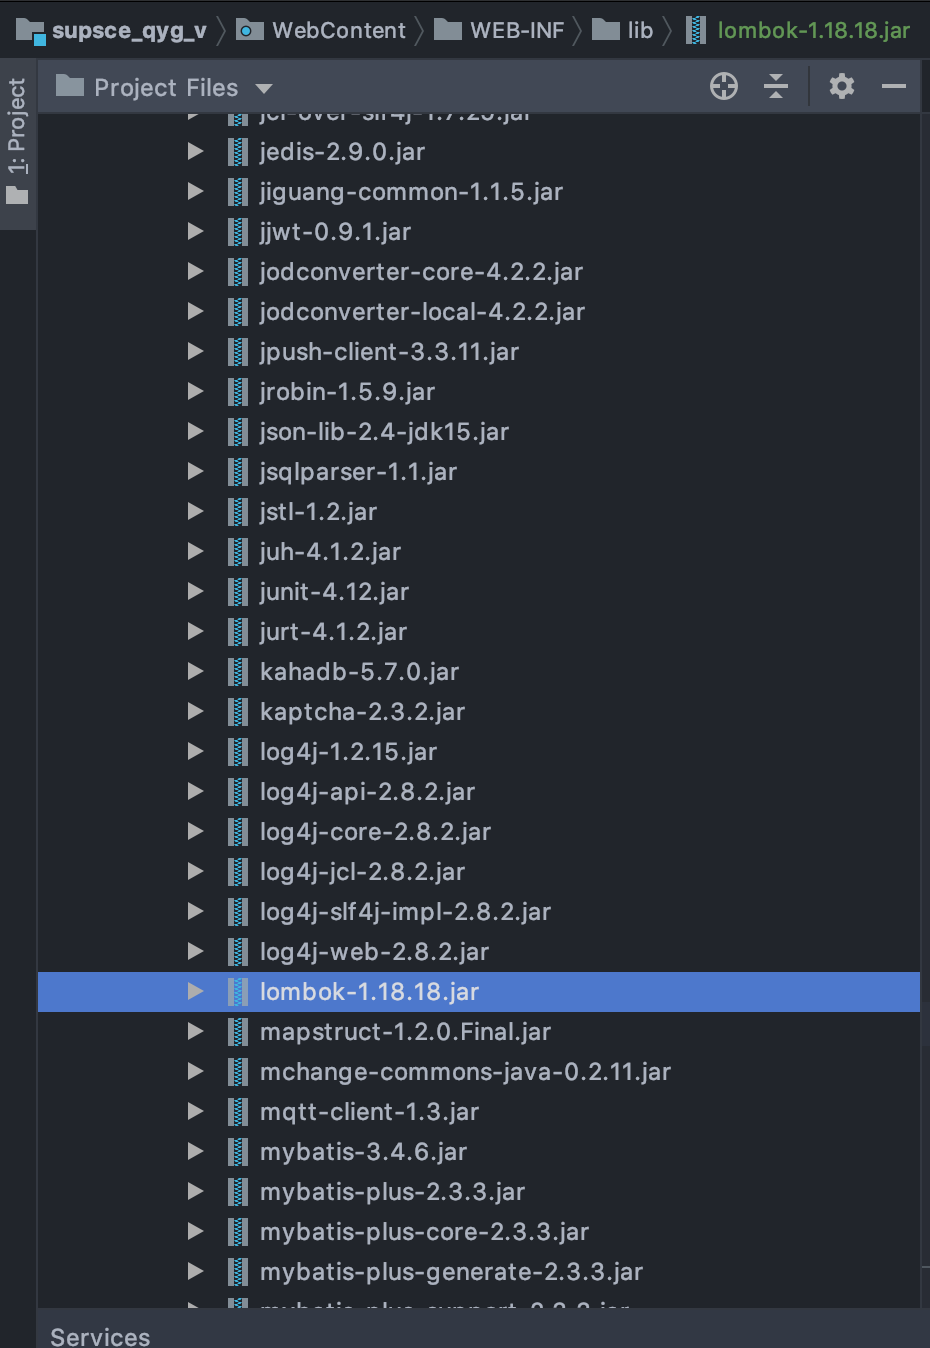 supsce_qyg_v WebContent WEB-INF lib lombok-1.18.18.jar
1: Project
Project Files
jcl-over-slf4j-1.7.25.jar
jedis-2.9.0.jar
jiguang-common-1.1.5.jar
jjwt-0.9.1.jar
jodconverter-core-4.2.2.jar
jodconverter-local-4.2.2.jar
jpush-client-3.3.11.jar
jrobin-1.5.9.jar
json-lib-2.4-jdk15.jar
jsqlparser-1.1.jar
jstl-1.2.jar
juh-4.1.2.jar
junit-4.12.jar
jurt-4.1.2.jar
kahadb-5.7.0.jar
kaptcha-2.3.2.jar
log4j-1.2.15.jar
log4j-api-2.8.2.jar
log4j-core-2.8.2.jar
log4j-jcl-2.8.2.jar
log4j-slf4j-impl-2.8.2.jar
log4j-web-2.8.2.jar
lombok-1.18.18.jar
mapstruct-1.2.0.Final.jar
mchange-commons-java-0.2.11.jar
mqtt-client-1.3.jar
mybatis-3.4.6.jar
mybatis-plus-2.3.3.jar
mybatis-plus-core-2.3.3.jar
mybatis-plus-generate-2.3.3.jar
Services